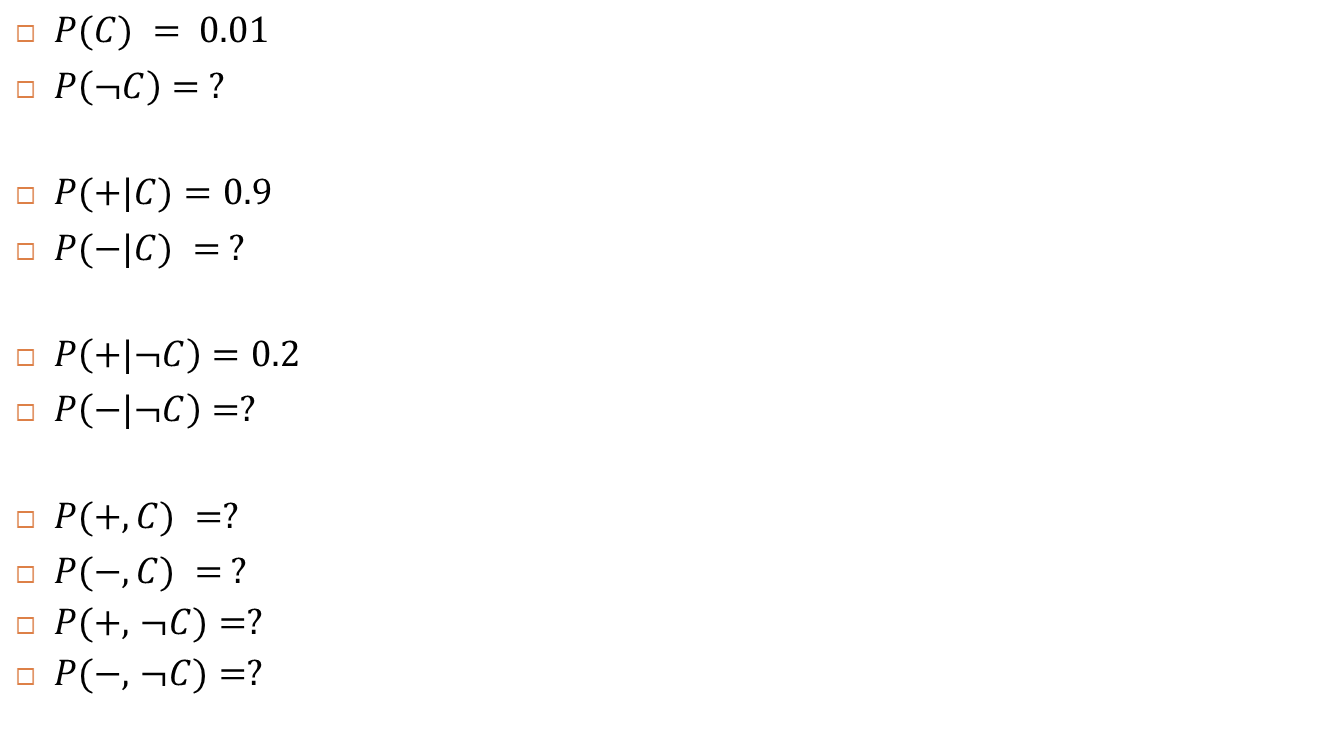 □ P(C) = 0.01
□ P(¬C) = ?
□ P(+|C) = 0.9
□ P(−|C) = ?
□ P(+|¬C) = 0.2
□ P(−|¬C) =?
□ P(+, C) =?
□ P(−, C) = ?
□ P(+, ¬C) =?
□ P(−, ¬C) =?